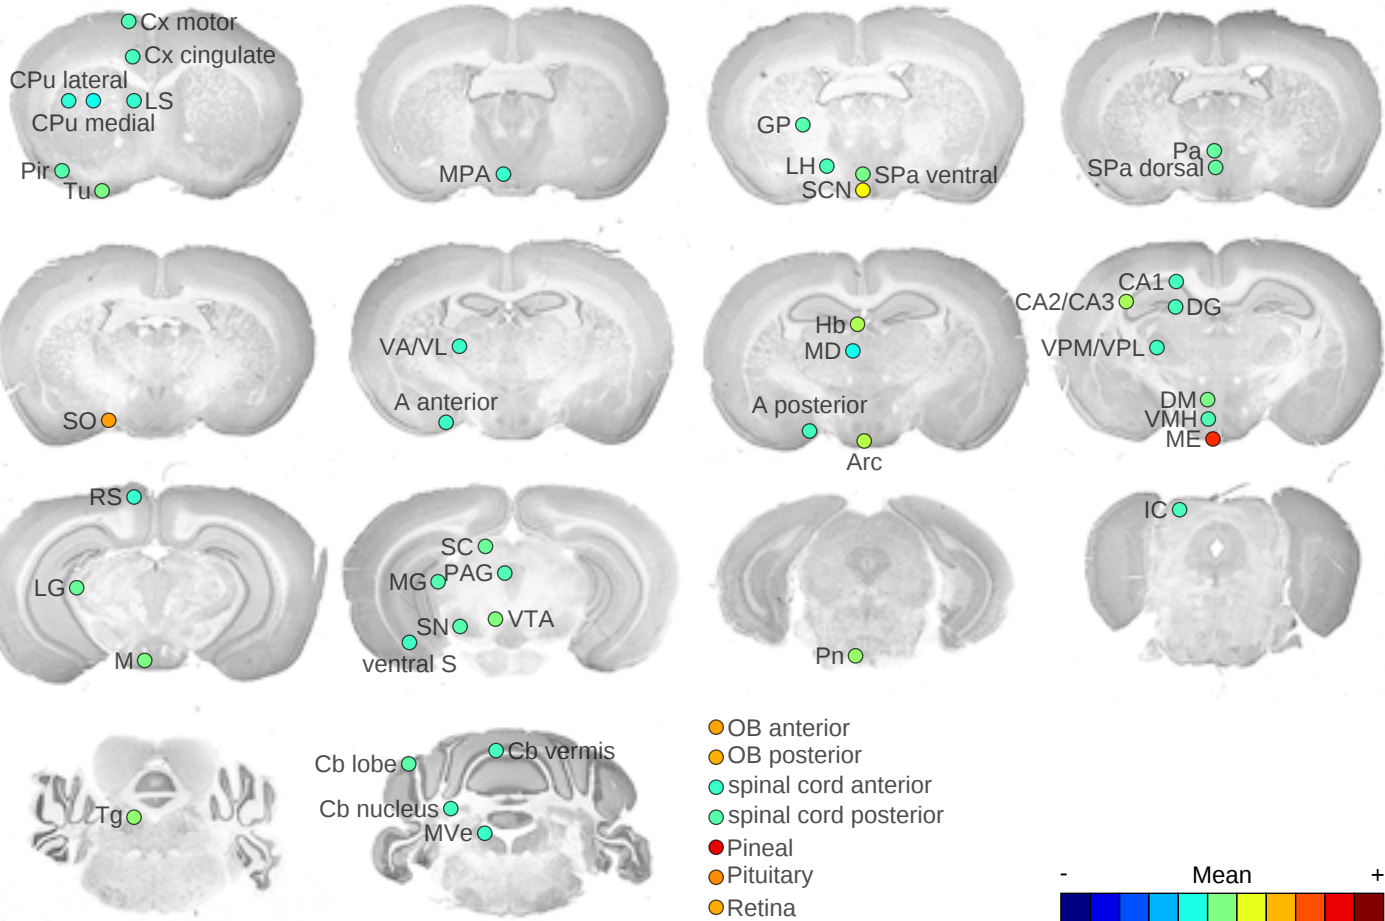 Cx motor
Cx cingulate
CPu lateral
LS
CPu medial
Pir
Tu
MPA
GP
LH
SPa ventral
SCN
Pa
SPa dorsal
SO
VA/VL
A anterior
Hb
MD
A posterior
Arc
CA1
CA2/CA3
DG
VPM/VPL
DM
VMH
ME
RS
LG
M
SC
PAG
MG
VTA
SN
ventral S
Pn
IC
Tg
Cb vermis
Cb lobe
Cb nucleus
MVe
OB anterior
OB posterior
spinal cord anterior
spinal cord posterior
Pineal
Pituitary
Retina
- Mean +